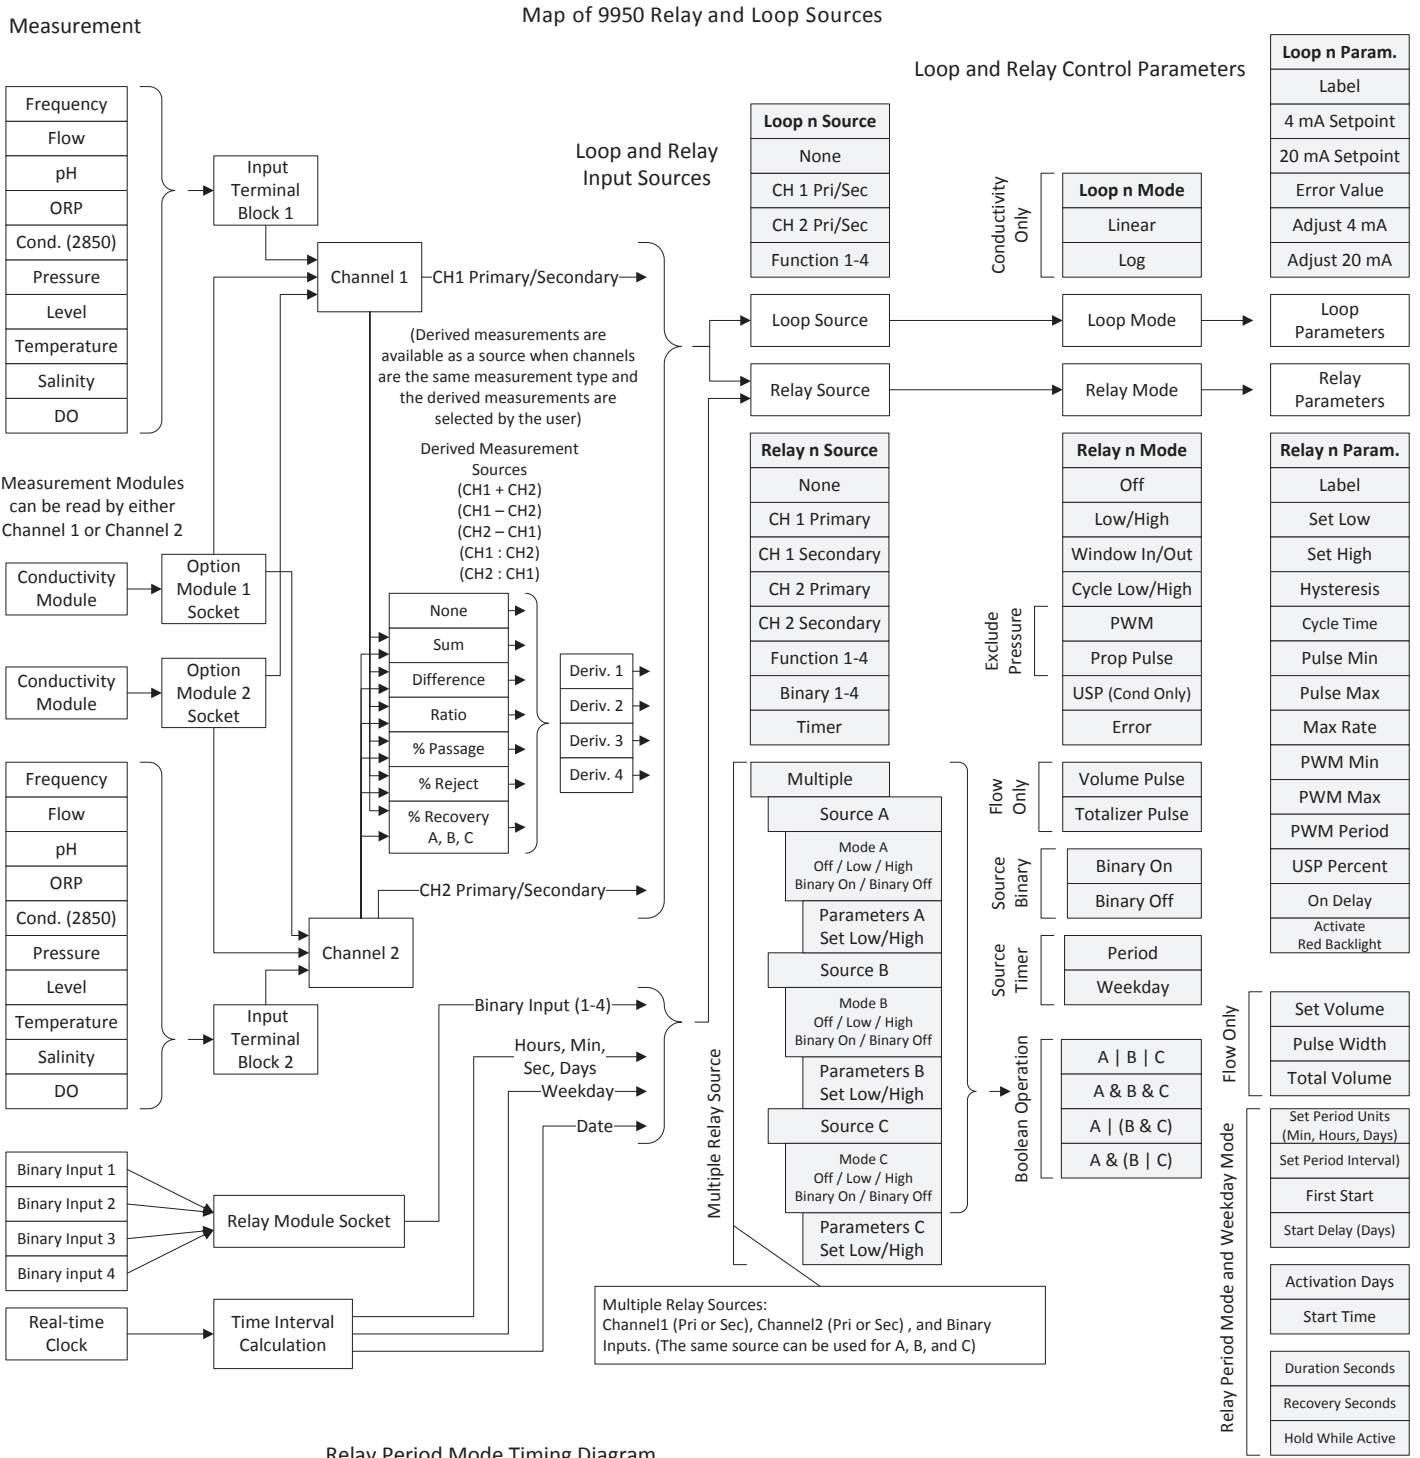 Map of 9950 Relay and Loop Sources
Measurement
Frequency
Flow
pH
ORP
Cond. (2850)
Pressure
Level
Temperature
Salinity
DO
Input
Terminal
Block 1
Measurement Modules
can be read by either
Channel 1 or Channel 2
Conductivity
Module
Option
Module 1
Socket
Conductivity
Module
Option
Module 2
Socket
Frequency
Flow
pH
ORP
Cond. (2850)
Pressure
Level
Temperature
Salinity
DO
Input
Terminal
Block 2
Binary Input 1
Binary Input 2
Binary Input 3
Binary input 4
Relay Module Socket
Real-time
Clock
Time Interval
Calculation
Channel 1
CH1 Primary/Secondary
(Derived measurements are
available as a source when channels
are the same measurement type and
the derived measurements are
selected by the user)
Derived Measurement
Sources
(CH1 + CH2)
(CH1 – CH2)
(CH2 – CH1)
(CH1 : CH2)
(CH2 : CH1)
None
Sum
Difference
Ratio
% Passage
% Reject
% Recovery
A, B, C
Deriv. 1
Deriv. 2
Deriv. 3
Deriv. 4
CH2 Primary/Secondary
Channel 2
Binary Input (1-4)
Hours, Min,
Sec, Days
Weekday
Date
Loop and Relay
Input Sources
Loop n Source
None
CH 1 Pri/Sec
CH 2 Pri/Sec
Function 1-4
Loop Source
Relay Source
Relay n Source
None
CH 1 Primary
CH 1 Secondary
CH 2 Primary
CH 2 Secondary
Function 1-4
Binary 1-4
Timer
Multiple Relay Source
Multiple
Source A
Mode A
Off / Low / High
Binary On / Binary Off
Parameters A
Set Low/High
Source B
Mode B
Off / Low / High
Binary On / Binary Off
Parameters B
Set Low/High
Source C
Mode C
Off / Low / High
Binary On / Binary Off
Parameters C
Set Low/High
Multiple Relay Sources:
Channel1 (Pri or Sec), Channel2 (Pri or Sec) , and Binary
Inputs. (The same source can be used for A, B, and C)
Loop and Relay Control Parameters
Conductivity
Only
Loop n Mode
Linear
Log
Loop Mode
Relay Mode
Relay n Mode
Off
Low/High
Window In/Out
Cycle Low/High
Exclude
Pressure
PWM
Prop Pulse
USP (Cond Only)
Error
Flow
Only
Volume Pulse
Totalizer Pulse
Source
Binary
Binary On
Binary Off
Source
Timer
Period
Weekday
Boolean Operation
A | B | C
A & B & C
A | (B & C)
A & (B | C)
Loop n Param.
Label
4 mA Setpoint
20 mA Setpoint
Error Value
Adjust 4 mA
Adjust 20 mA
Loop
Parameters
Relay
Parameters
Relay n Param.
Label
Set Low
Set High
Hysteresis
Cycle Time
Pulse Min
Pulse Max
Max Rate
PWM Min
PWM Max
PWM Period
USP Percent
On Delay
Activate
Red Backlight
Flow Only
Set Volume
Pulse Width
Total Volume
Relay Period Mode and Weekday Mode
Set Period Units
(Min, Hours, Days)
Set Period Interval)
First Start
Start Delay (Days)
Activation Days
Start Time
Duration Seconds
Recovery Seconds
Hold While Active
Relay Period Mode Timing Diagram